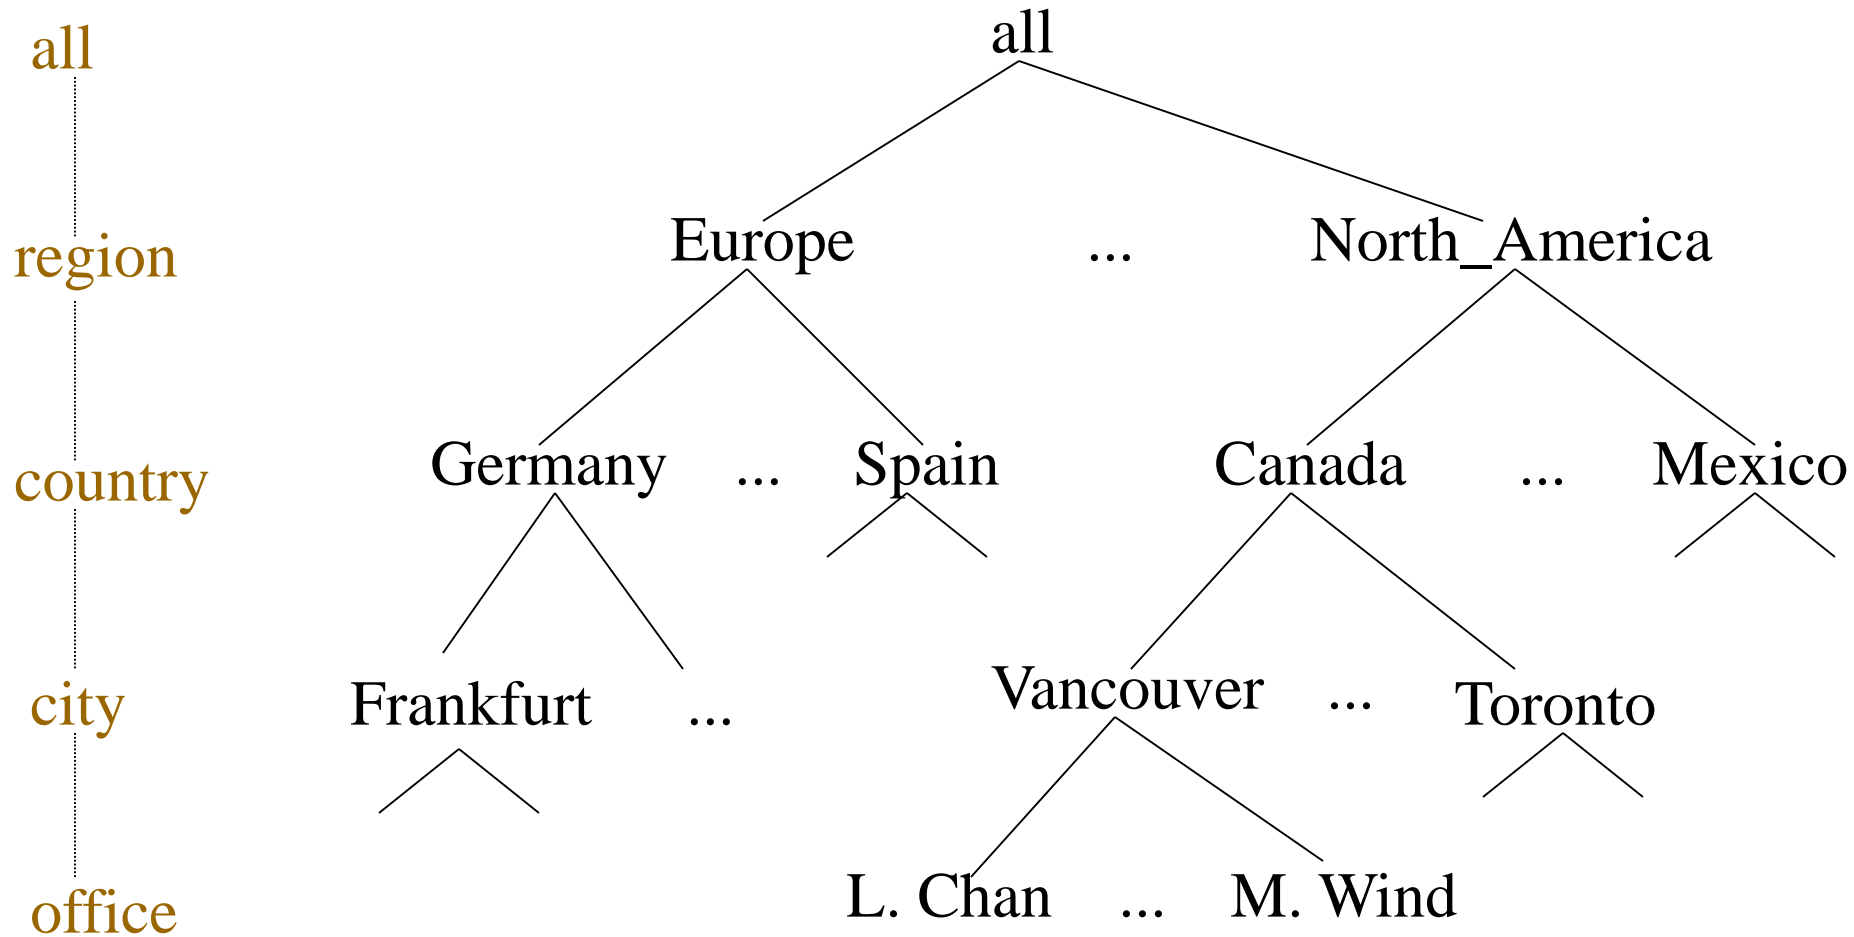 all all
region Europe ... North_America
country Germany ... Spain Canada ... Mexico
city Frankfurt ... Vancouver ... Toronto
office L. Chan ... M. Wind